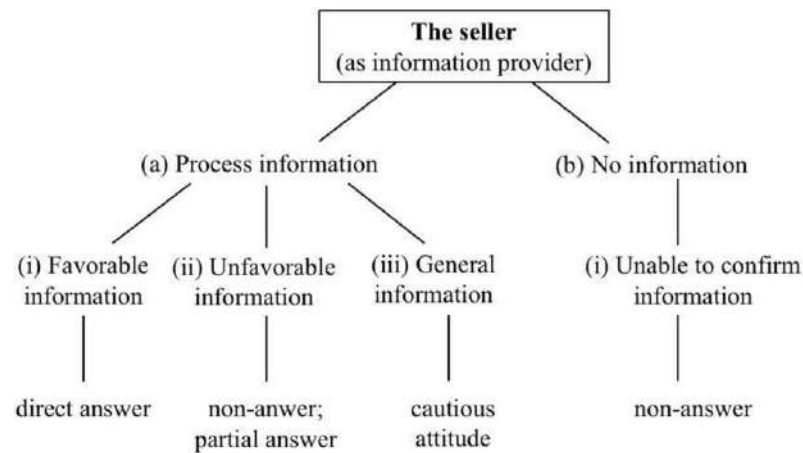 The seller
(as information provider)
(a) Process information
(b) No information
(i) Favorable
information
(ii) Unfavorable
information
(iii) General
information
(i) Unable to confirm
information
direct answer
non-anwer;
partial answer
cautious
attitude
non-answer